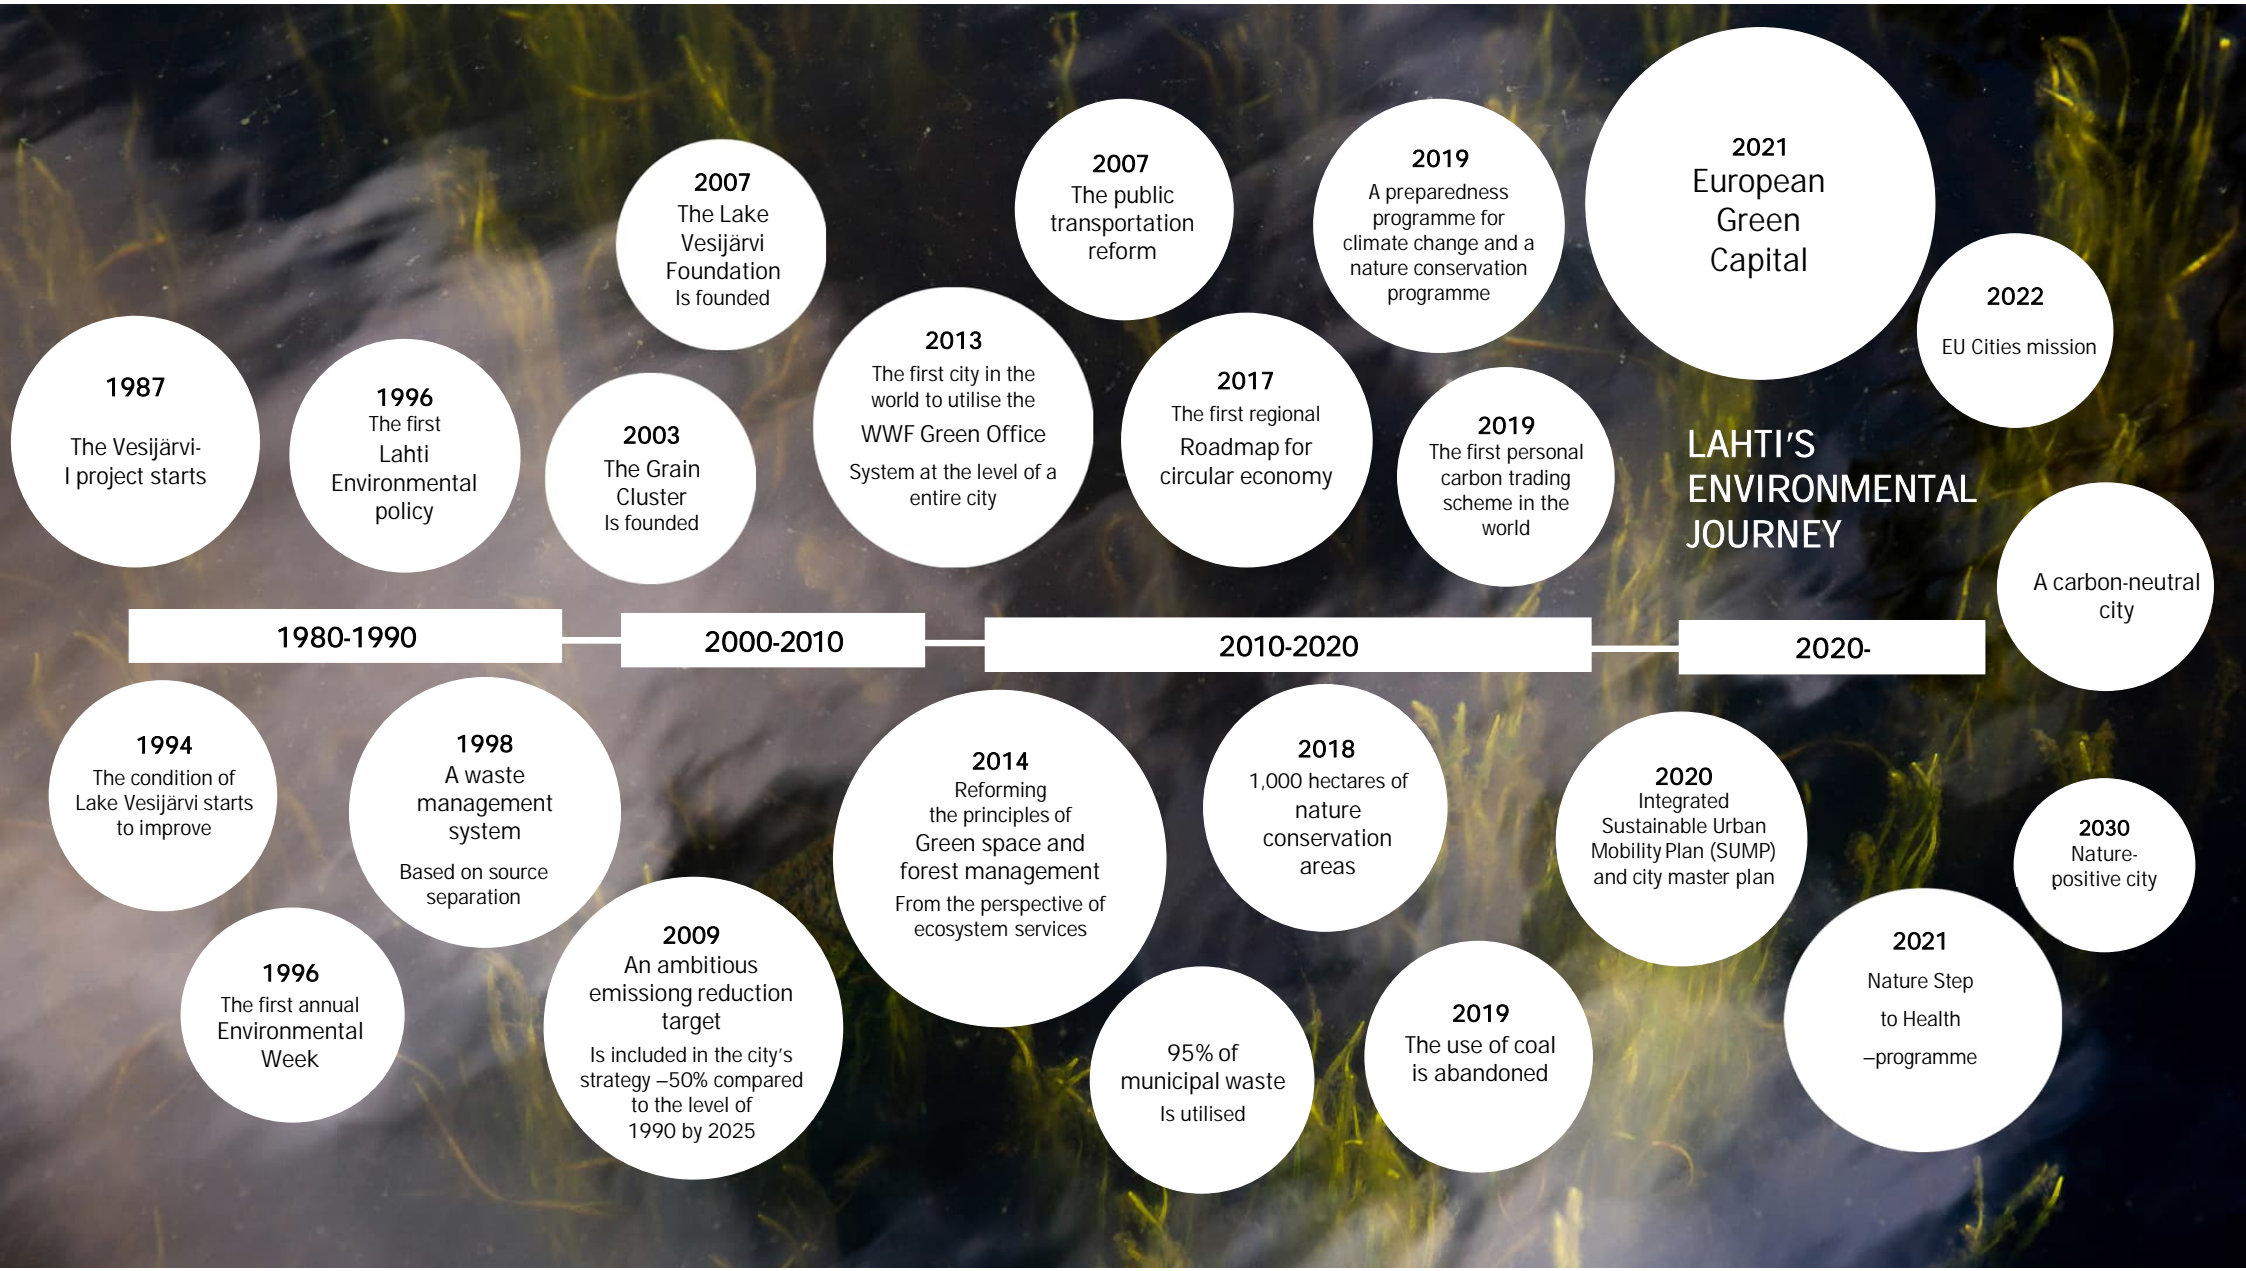 1987
The Vesijärvi-
I project starts
1996
The first
Lahti
Environmental
policy
2007
The Lake
Vesijärvi
Foundation
Is founded
2003
The Grain
Cluster
Is founded
2013
The first city in the
world to utilise the
WWF Green Office
System at the level of a
entire city
2007
The public
transportation
reform
2017
The first regional
Roadmap for
circular economy
2019
A preparedness
programme for
climate change and a
nature conservation
programme
2019
The first personal
carbon trading
scheme in the
world
2021
European
Green
Capital
2022
EU Cities mission
LAHTI'S
ENVIRONMENTAL
JOURNEY
A carbon-neutral
city
1980-1990
2000-2010
2010-2020
2020-
1994
The condition of
Lake Vesijärvi starts
to improve
1996
The first annual
Environmental
Week
1998
A waste
management
system
Based on source
separation
2009
An ambitious
emissiong reduction
target
Is included in the city's
strategy –50% compared
to the level of
1990 by 2025
2014
Reforming
the principles of
Green space and
forest management
From the perspective of
ecosystem services
95% of
municipal waste
Is utilised
2018
1,000 hectares of
nature
conservation
areas
2019
The use of coal
is abandoned
2020
Integrated
Sustainable Urban
Mobility Plan (SUMP)
and city master plan
2021
Nature Step
to Health
–programme
2030
Nature-
positive city